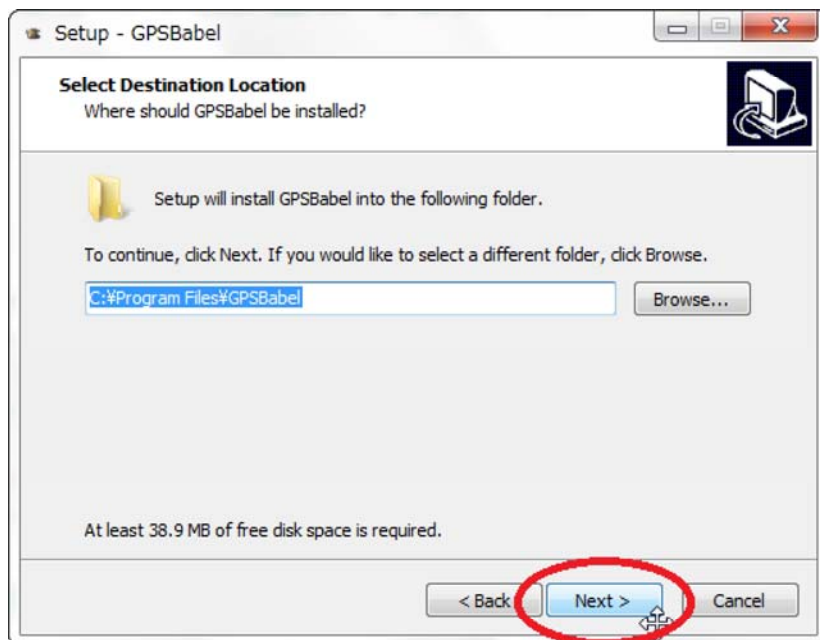 Setup - GPSBabel
Select Destination Location
Where should GPSBabel be installed?
Setup will install GPSBabel into the following folder.
To continue, click Next. If you would like to select a different folder, click Browse.
C:¥Program Files¥GPSBabel
Browse...
At least 38.9 MB of free disk space is required.
< Back
Next >
Cancel